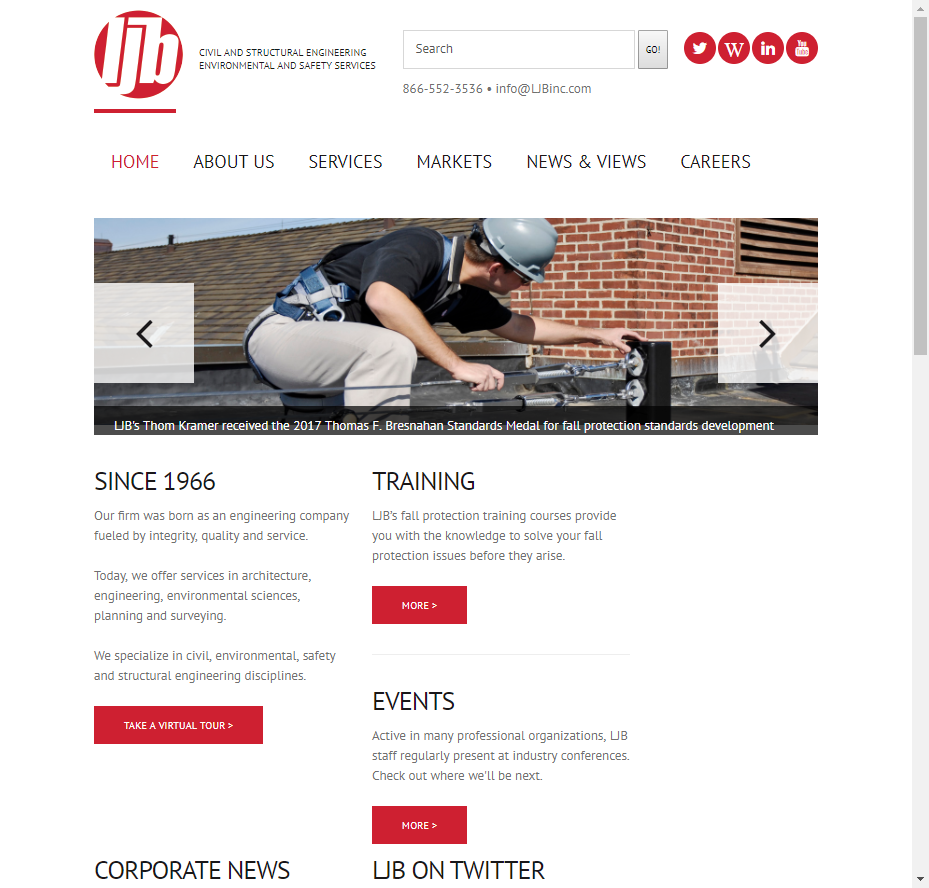 ljb
CIVIL AND STRUCTURAL ENGINEERING
ENVIRONMENTAL AND SAFETY SERVICES
Search
GO!
W
in
You
Tube
866-552-3536 • info@LJBinc.com
HOME
ABOUT US
SERVICES
MARKETS
NEWS & VIEWS
CAREERS
LJB's Thom Kramer received the 2017 Thomas F. Bresnahan Standards Medal for fall protection standards development
SINCE 1966
Our firm was born as an engineering company
fueled by integrity, quality and service.
Today, we offer services in architecture,
engineering, environmental sciences,
planning and surveying.
We specialize in civil, environmental, safety
and structural engineering disciplines.
TAKE A VIRTUAL TOUR >
TRAINING
LJB's fall protection training courses provide
you with the knowledge to solve your fall
protection issues before they arise.
MORE >
EVENTS
Active in many professional organizations, LJB
staff regularly present at industry conferences.
Check out where we'll be next.
MORE >
CORPORATE NEWS
LJB ON TWITTER